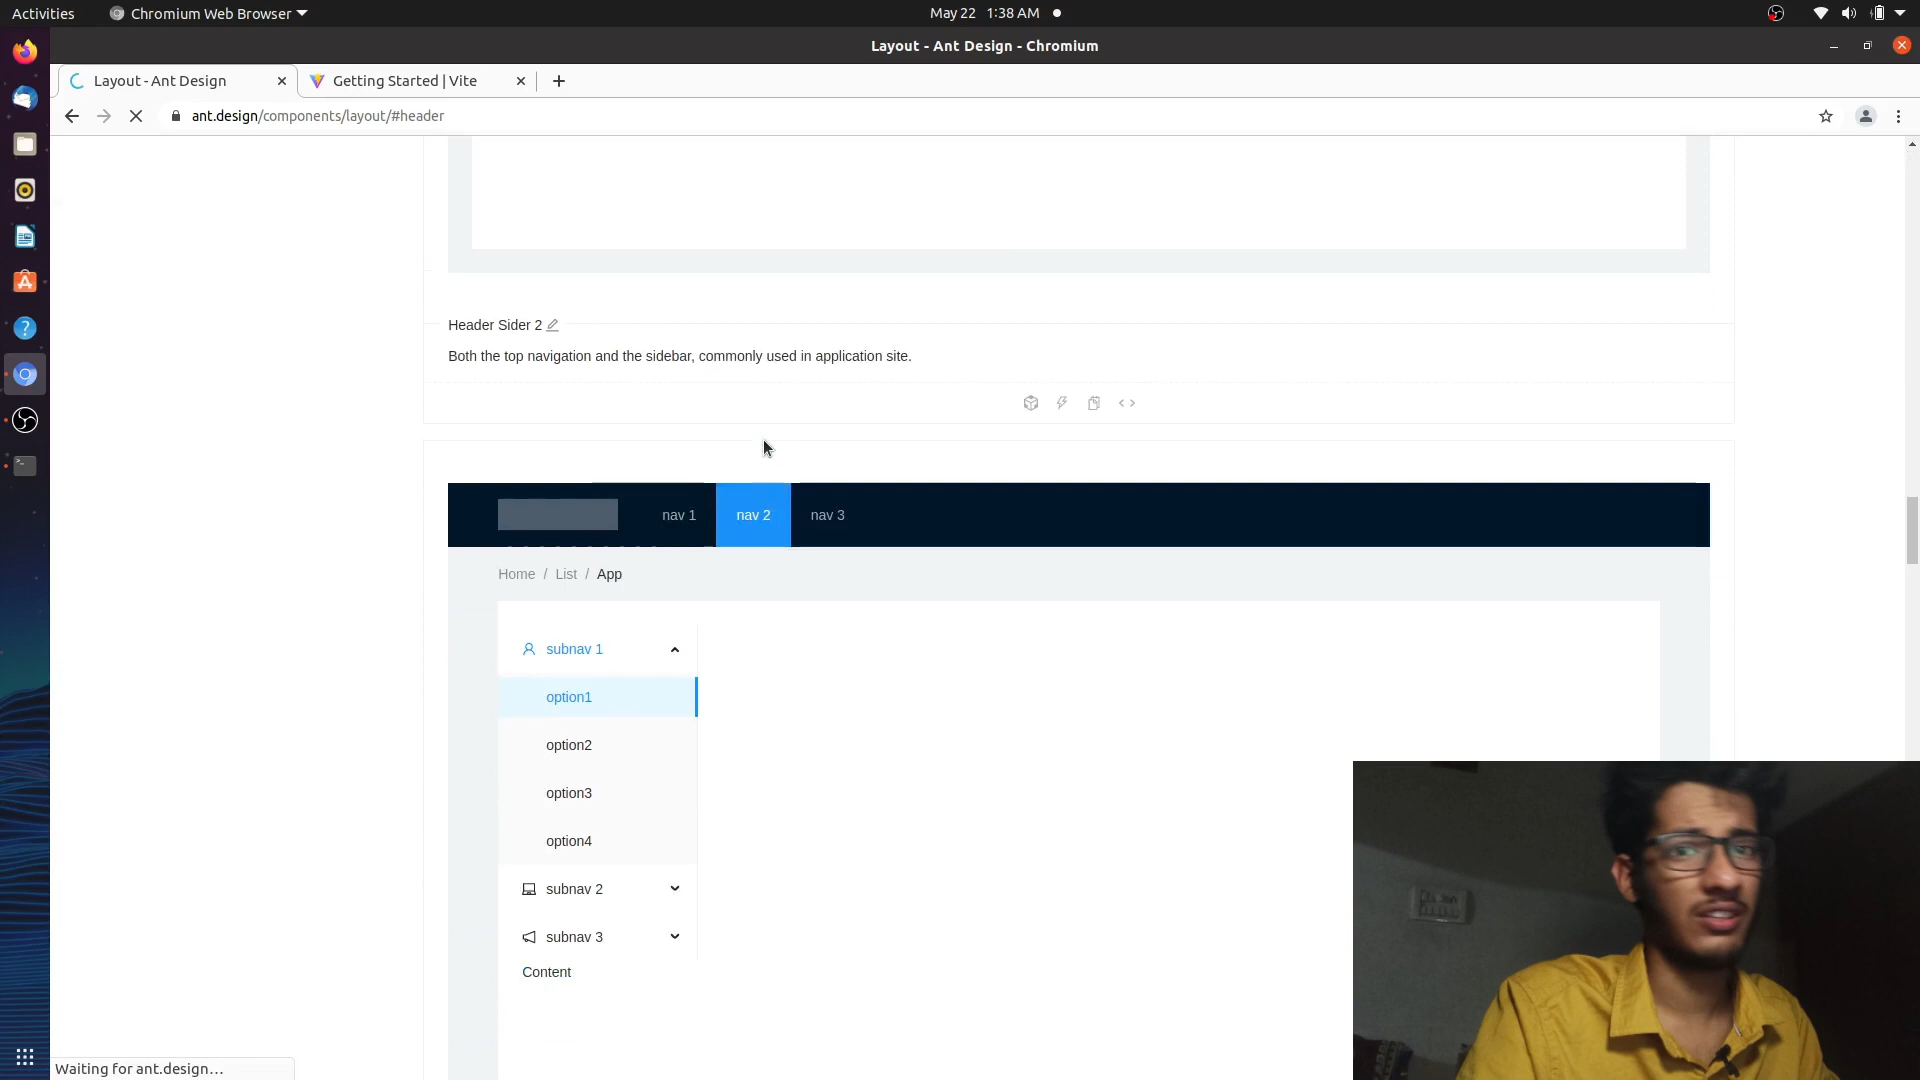 Activities
Chromium Web Browser
May 22 1:38 AM
Layout - Ant Design - Chromium
Layout - Ant Design
Getting Started | Vite
ant.design/components/layout/#header
Header Sider 2
Both the top navigation and the sidebar, commonly used in application site.
nav 1
nav 2
nav 3
Home / List / App
subnav 1
option1
option2
option3
option4
subnav 2
subnav 3
Content
Waiting for ant.design…